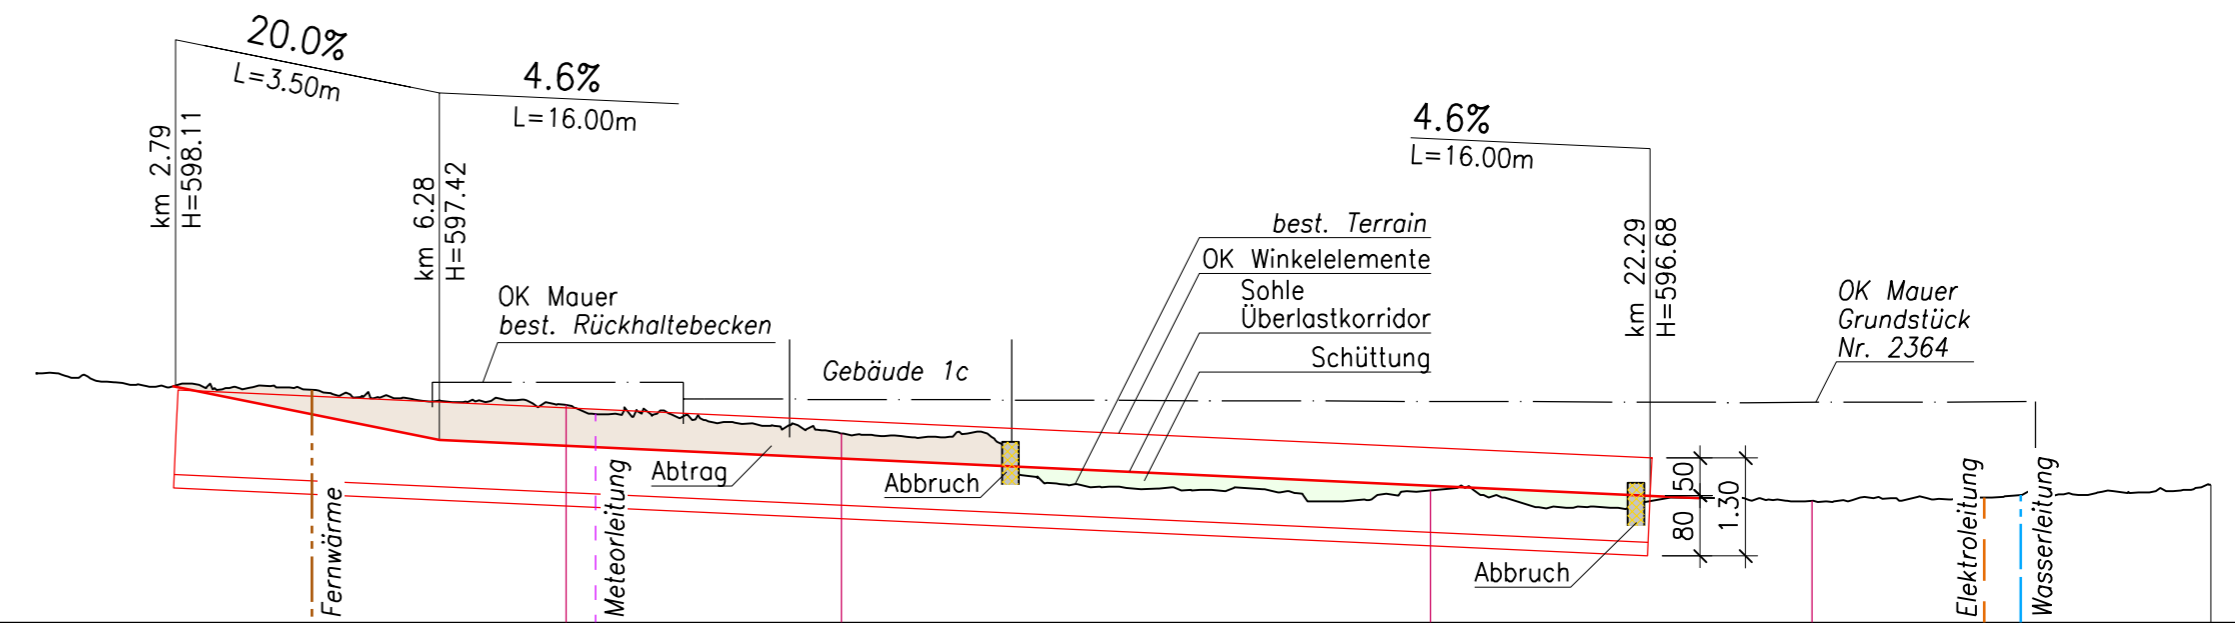 20.0%
L=3.50m
4.6%
L=16.00m
4.6%
L=16.00m
km 2.79
H=598.11
km 6.28
H=597.42
km 22.29
H=596.68
best. Terrain
OK Winkelelemente
Sohle
Überlastkorridor
Schüttung
OK Mauer
best. Rückhaltebecken
Gebäude 1c
OK Mauer
Grundstück
Nr. 2364
Abtrag
Abbruch
Abbruch
50
80
1.30
Fernwärme
Meteorleitung
Elektroleitung
Wasserleitung